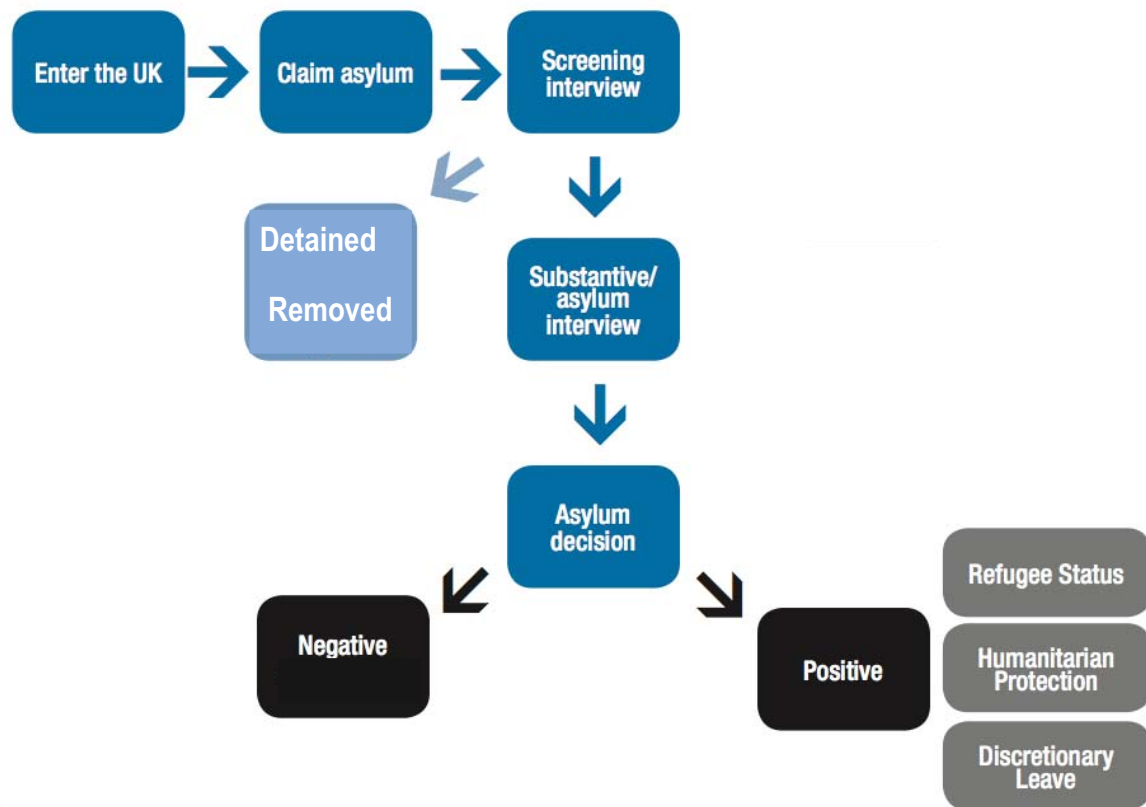 Enter the UK
Claim asylum
Screening
interview
Detained
Removed
Substantive/
asylum
interview
Asylum
decision
Negative
Positive
Refugee Status
Humanitarian
Protection
Discretionary
Leave